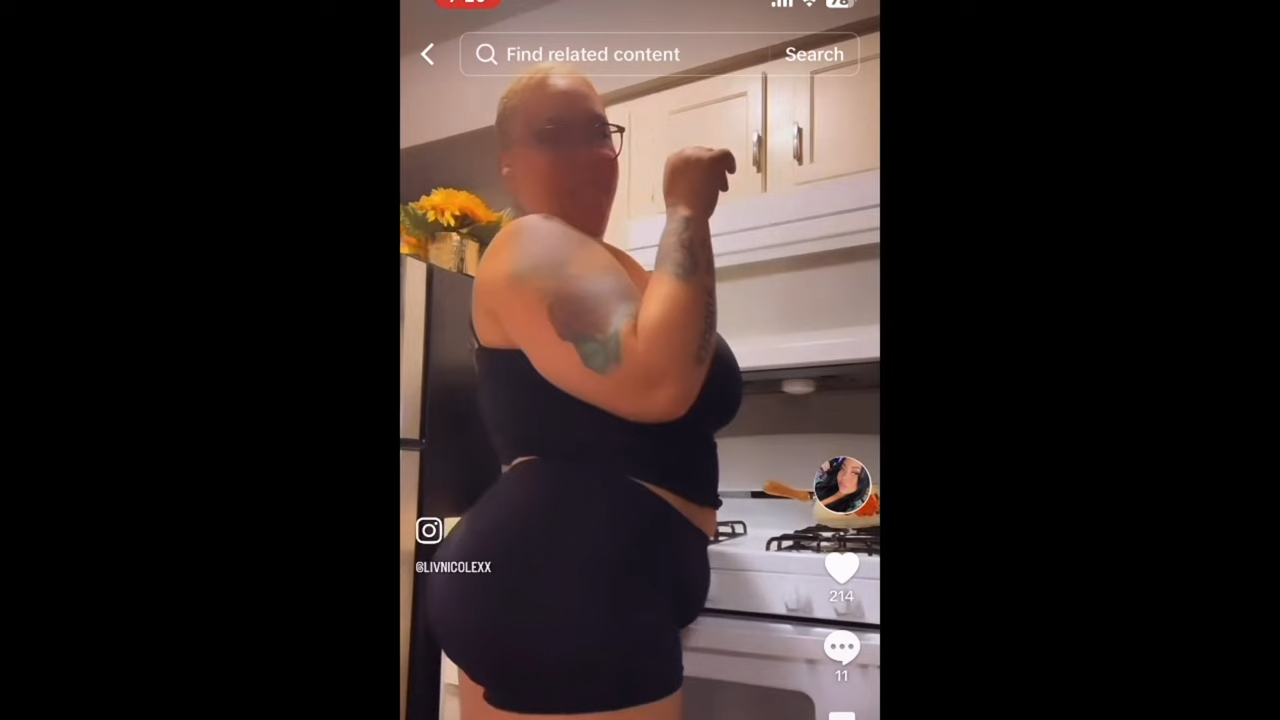 Find related content
Search
@LIVNICOLEXX
214
11